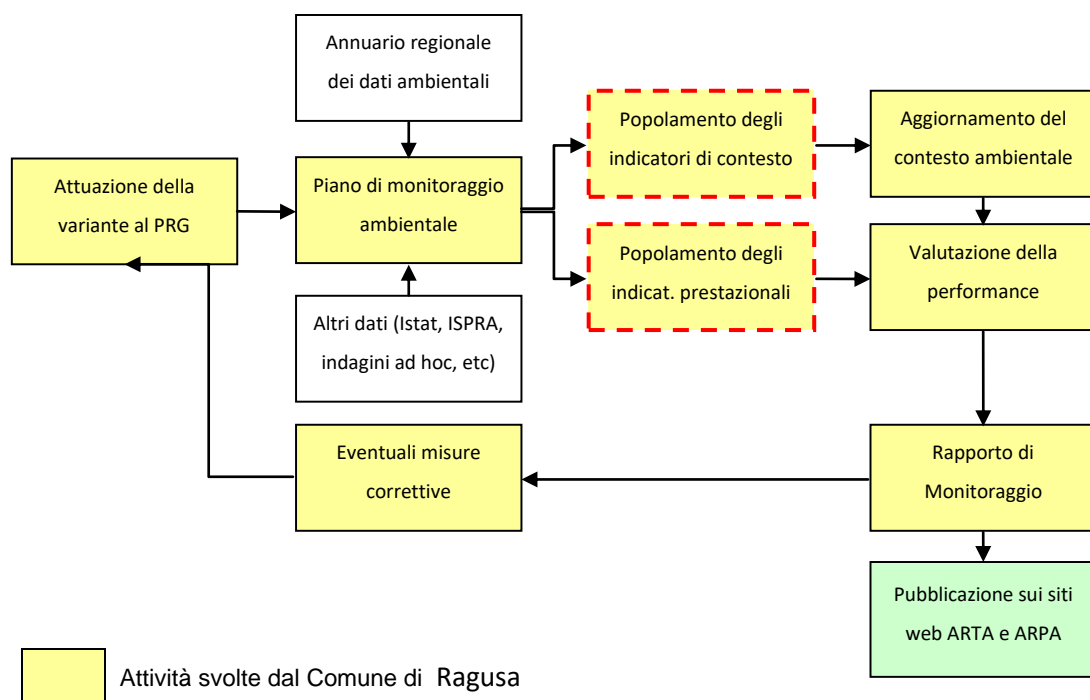 Annuario regionale
dei dati ambientali
Popolamento degli
indicatori di contesto
Aggiornamento del
contesto ambientale
Attuazione della
variante al PRG
Piano di monitoraggio
ambientale
Popolamento degli
indicat. prestazionali
Valutazione della
performance
Altri dati (Istat, ISPRA,
indagini ad hoc, etc)
Eventuali misure
correttive
Rapporto di
Monitoraggio
Pubblicazione sui siti
web ARTA e ARPA
Attività svolte dal Comune di Ragusa